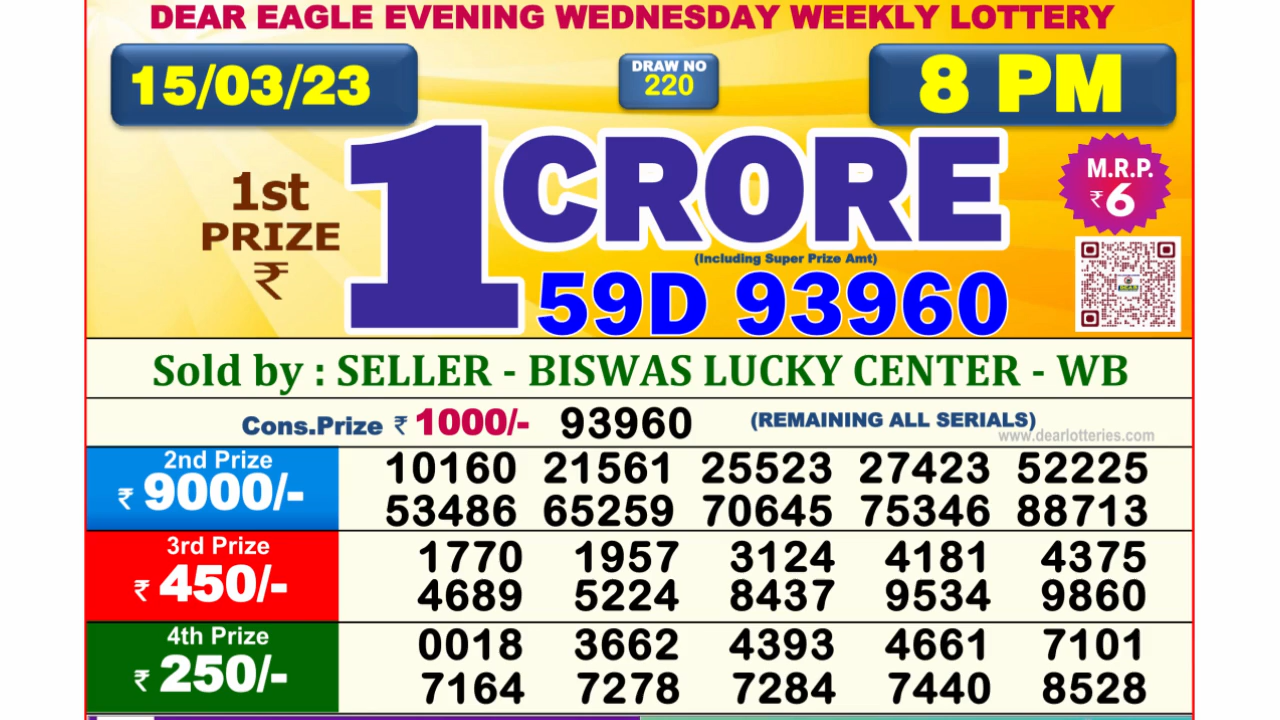 DEAR EAGLE EVENING WEDNESDAY WEEKLY LOTTERY
15/03/23
DRAW NO
220
8 PM
1st
PRIZE
₹
1 CRORE
M.R.P.
₹ 6
(Including Super Prize Amt)
59D 93960
Sold by : SELLER - BISWAS LUCKY CENTER - WB
Cons.Prize ₹ 1000/- 93960 (REMAINING ALL SERIALS)
www.dearlotteries.com
2nd Prize
₹ 9000/-
10160 21561 25523 27423 52225
53486 65259 70645 75346 88713
3rd Prize
₹ 450/-
1770 1957 3124 4181 4375
4689 5224 8437 9534 9860
4th Prize
₹ 250/-
0018 3662 4393 4661 7101
7164 7278 7284 7440 8528